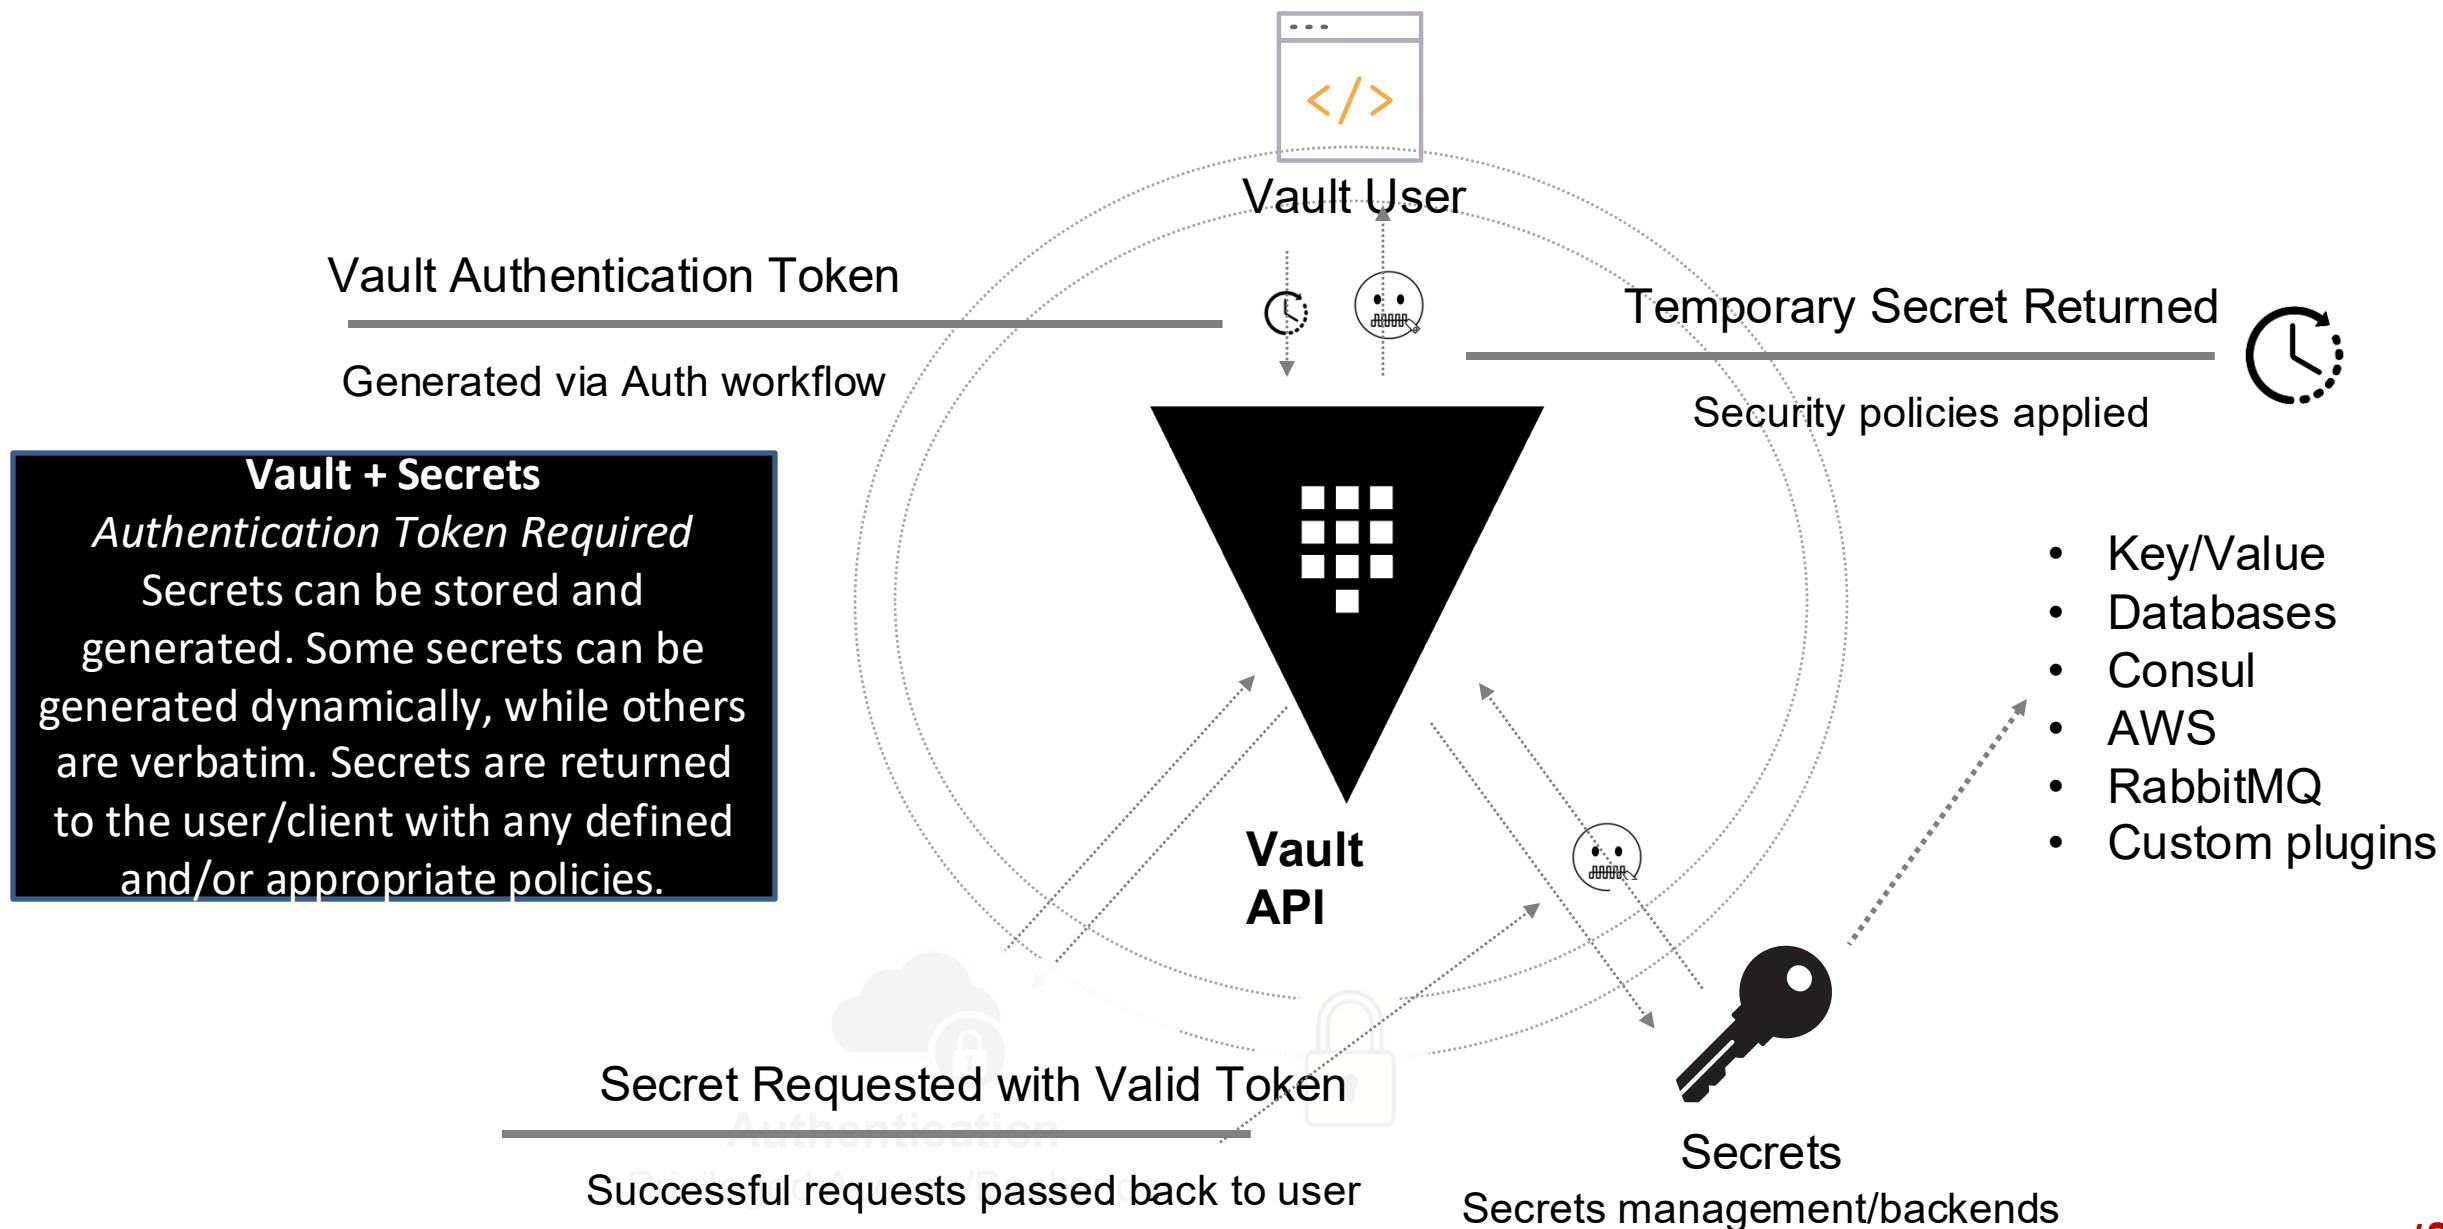 Vault User
Vault Authentication Token
Generated via Auth workflow
Temporary Secret Returned
Security policies applied
Vault + Secrets
Authentication Token Required
Secrets can be stored and
generated. Some secrets can be
generated dynamically, while others
are verbatim. Secrets are returned
to the user/client with any defined
and/or appropriate policies.
• Key/Value
• Databases
• Consul
• AWS
• RabbitMQ
• Custom plugins
Vault
API
Secret Requested with Valid Token
Authentication
Successful requests passed back to user
Secrets
Secrets management/backends